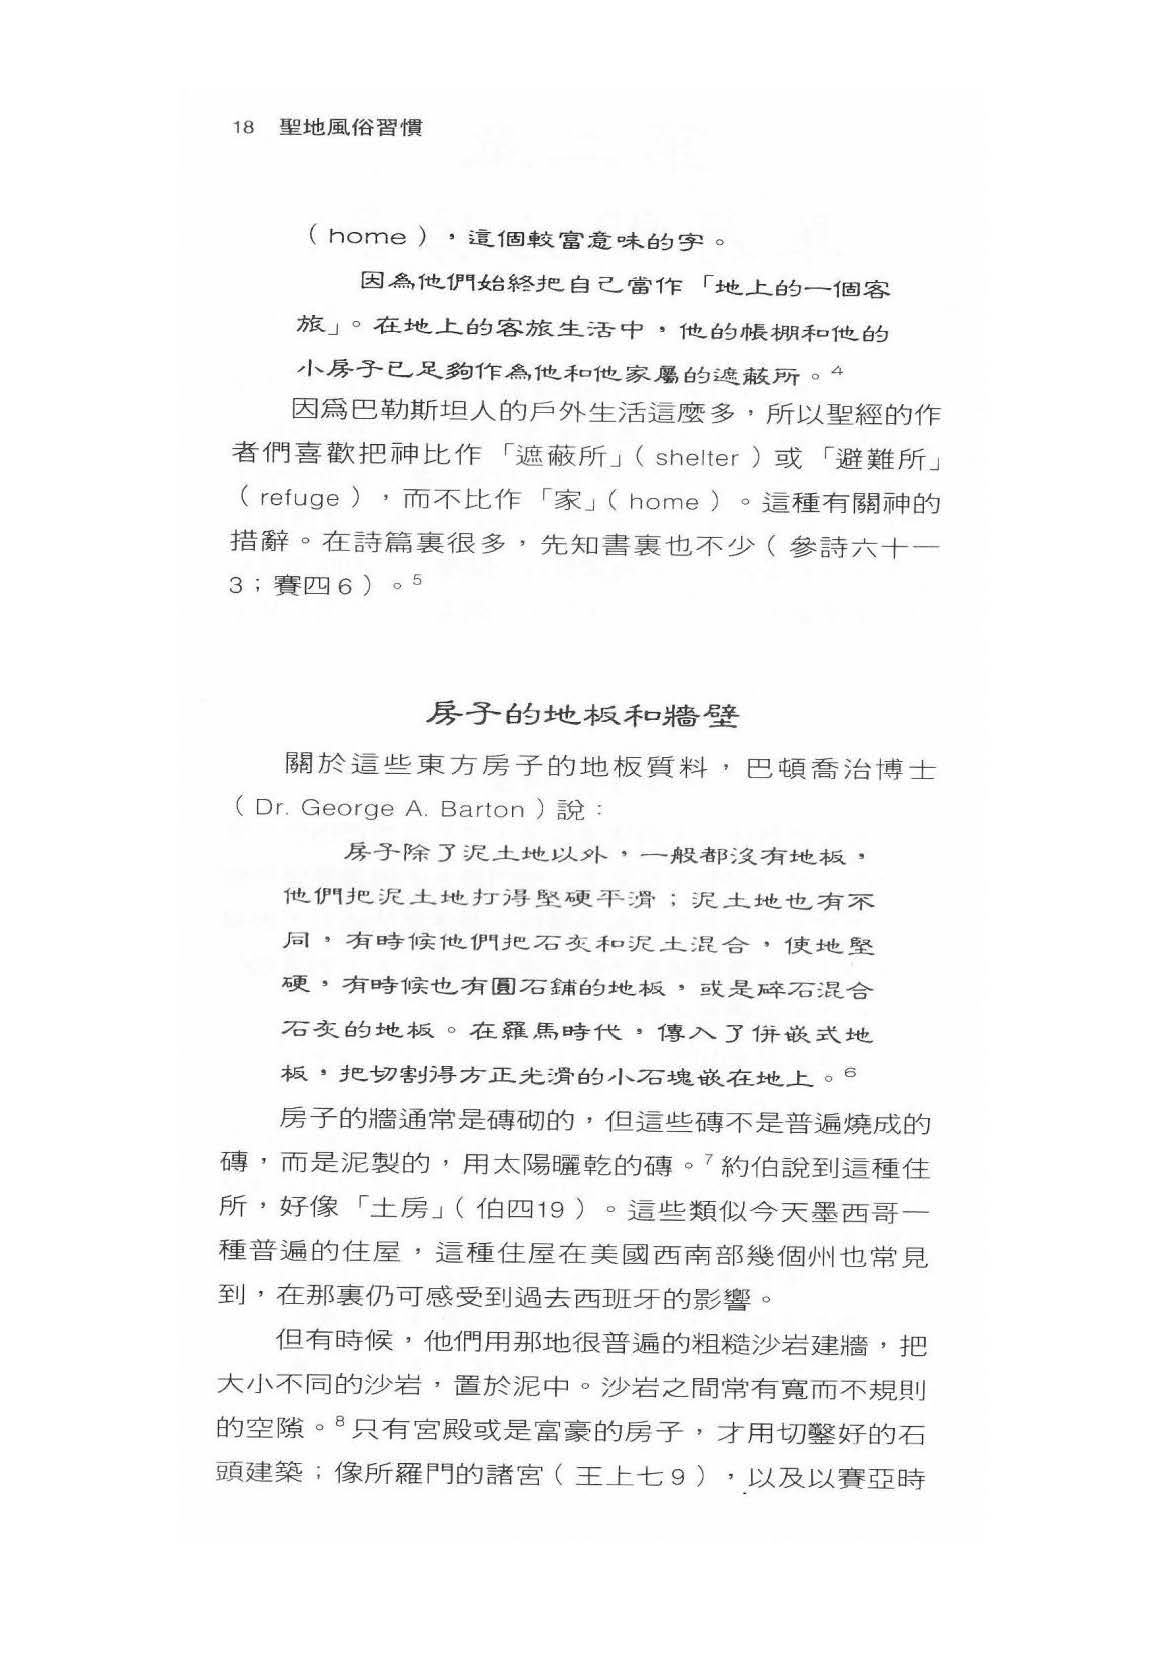 18 聖地風俗習慣
（home），這個較富意味的字。
因為他們始終把自己當作「地上的一個客
旅」。在地上的客旅生活中，他的帳棚和他的
小房子已足夠作為他和他家屬的遮蔽所。4
因爲巴勒斯坦人的戶外生活這麼多，所以聖經的作
者們喜歡把神比作「遮蔽所」（shelter）或「避難所」
（refuge），而不比作「家」（home）。這種有關神的
措辭。在詩篇裏很多，先知書裏也不少（參詩六十一
3；賽四6）。5
房子的地板和牆壁
關於這些東方房子的地板質料，巴頓喬治博士
（Dr. George A. Barton）說：
房子除了泥土地以外，一般都沒有地板，
他們把泥土地打得堅硬平滑；泥土地也有不
同，有時候他們把石灰和泥土混合，使地堅
硬，有時候也有圓石鋪的地板，或是碎石混合
石灰的地板。在羅馬時代，傳入了併嵌式地
板，把切割得方正光滑的小石塊嵌在地上。6
房子的牆通常是磚砌的，但這些磚不是普遍燒成的
磚，而是泥製的，用太陽曬乾的磚。7約伯說到這種住
所，好像「土房」（伯四19）。這些類似今天墨西哥一
種普遍的住屋，這種住屋在美國西南部幾個州也常見
到，在那裏仍可感受到過去西班牙的影響。
但有時候，他們用那地很普遍的粗糙沙岩建牆，把
大小不同的沙岩，置於泥中。沙岩之間常有寬而不規則
的空隙。8只有宮殿或是富豪的房子，才用切鑿好的石
頭建築；像所羅門的諸宮（王上七9），以及以賽亞時